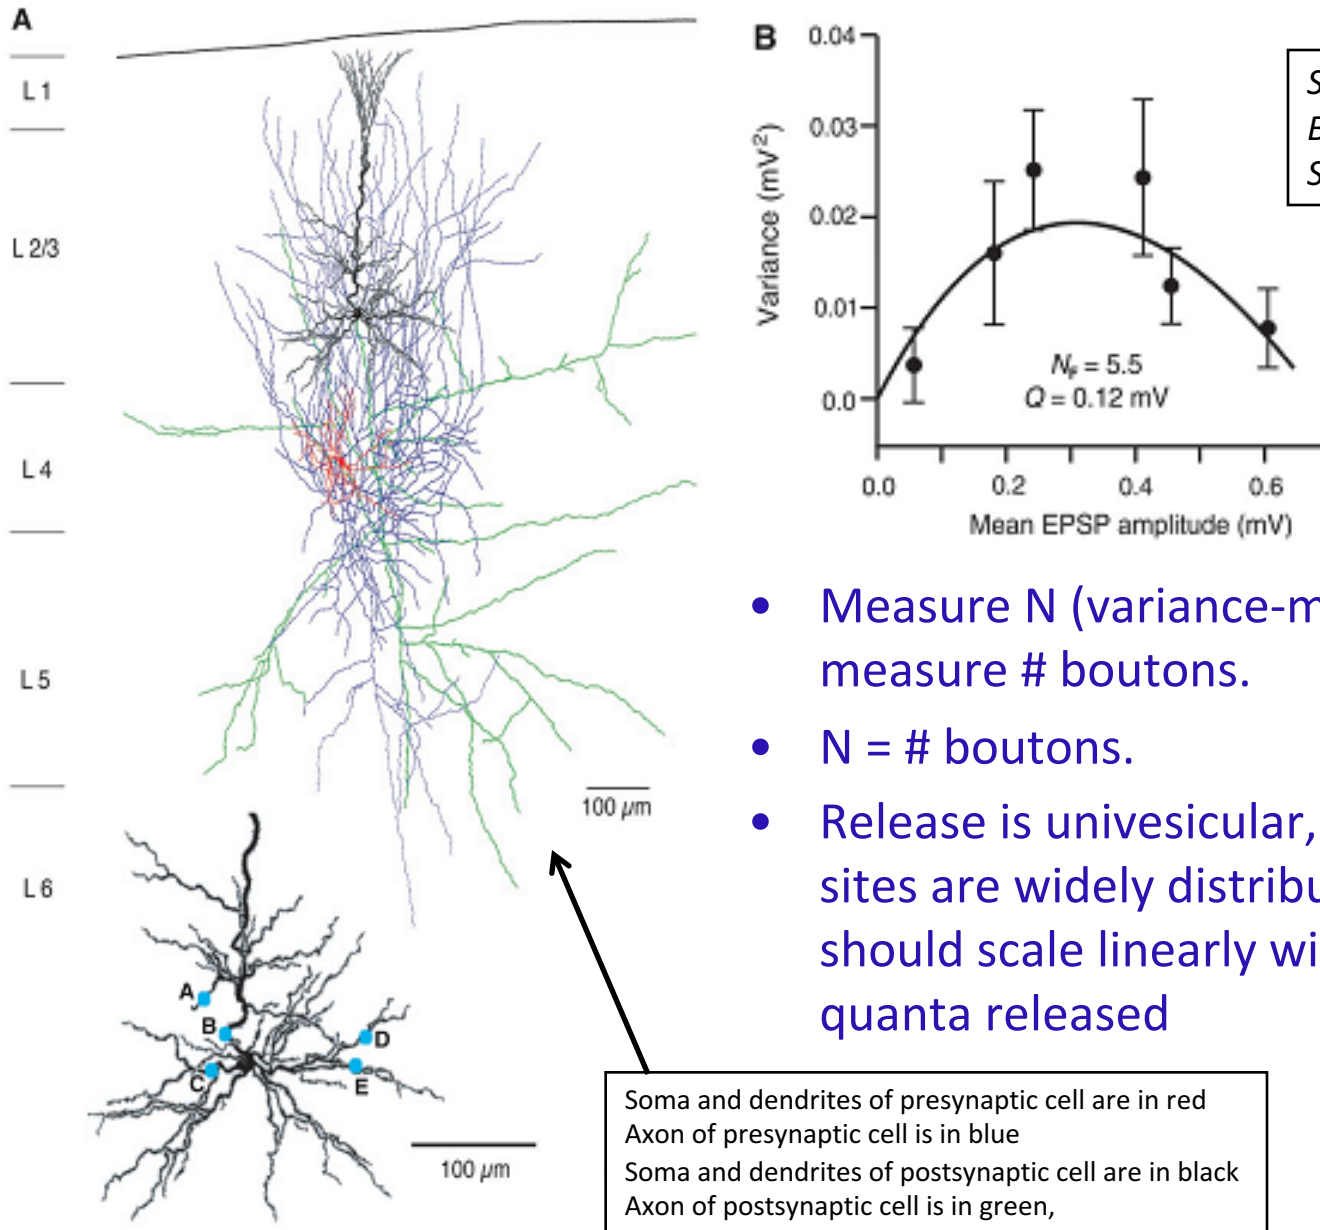 A
L 1
L 2/3
L 4
L 5
L 6
100 µm
A
B
C
D
E
100 µm
B
0.04
0.03
0.02
0.01
0.0
Variance (mV²)
N = 5.5
Q = 0.12 mV
0.0 0.2 0.4 0.6
Mean EPSP amplitude (mV)
S
B
S
• Measure N (variance-m
measure # boutons.
• N = # boutons.
• Release is univesicular,
sites are widely distribu
should scale linearly wi
quanta released
Soma and dendrites of presynaptic cell are in red
Axon of presynaptic cell is in blue
Soma and dendrites of postsynaptic cell are in black
Axon of postsynaptic cell is in green,